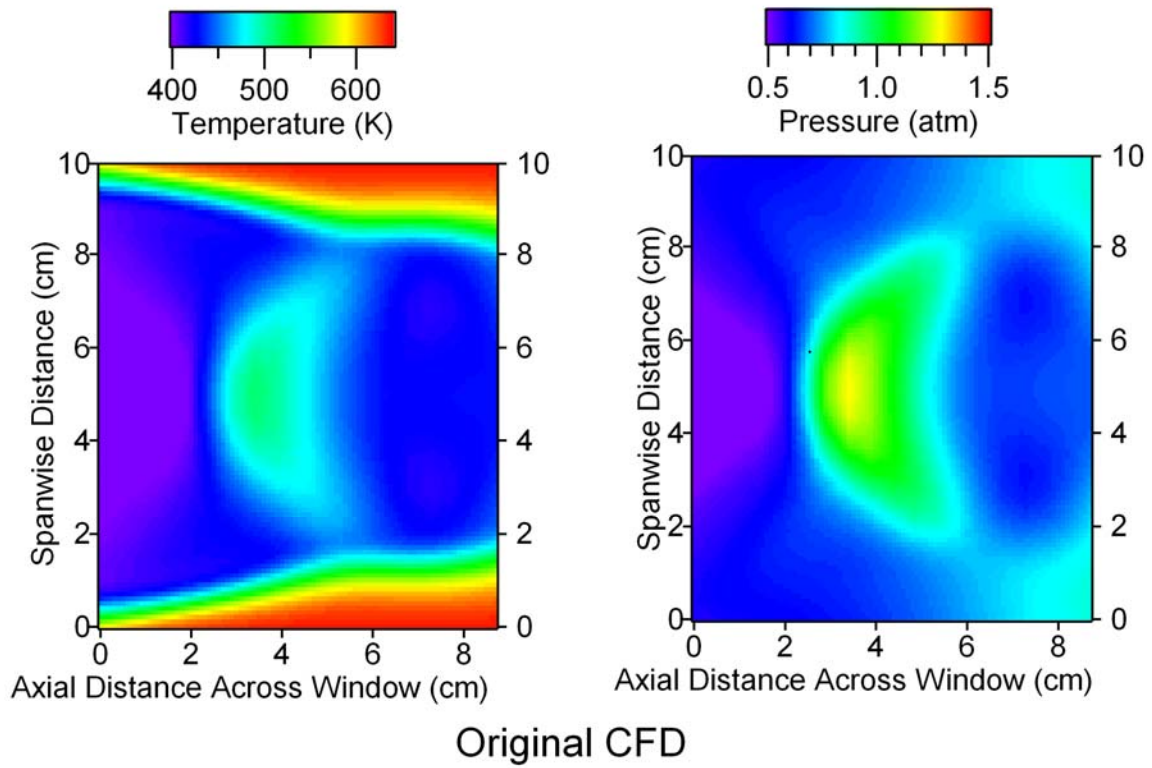 400 500 600
Temperature (K)
0.5 1.0 1.5
Pressure (atm)
10 10
8 8
6 6
4 4
2 2
0 0
Spanwise Distance (cm)
0 2 4 6 8
Axial Distance Across Window (cm)
10 10
8 8
6 6
4 4
2 2
0 0
Spanwise Distance (cm)
0 2 4 6 8
Axial Distance Across Window (cm)
Original CFD